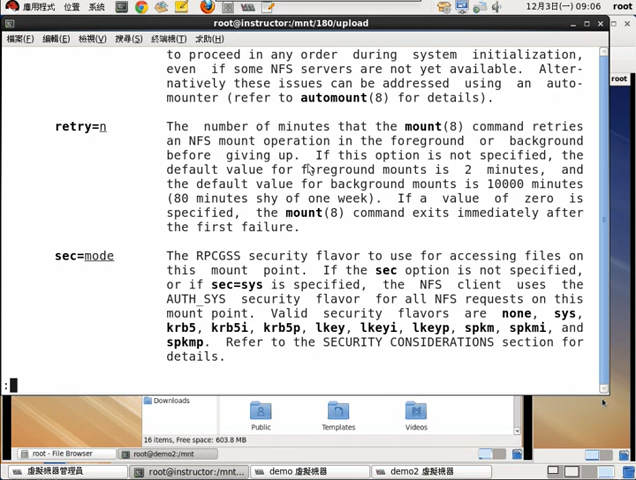 應用程式 位置 系統 12月3日(一) 09:06 root
root@instructor:/mnt/180/upload
檔案(F) 編輯(E) 檢視(V) 搜尋(S) 終端機(T) 求助(H)
to proceed in any order during system initialization,
even if some NFS servers are not yet available. Alter-
natively these issues can be addressed using an auto-
mounter (refer to automount(8) for details).
retry=n The number of minutes that the mount(8) command retries
an NFS mount operation in the foreground or background
before giving up. If this option is not specified, the
default value for foreground mounts is 2 minutes, and
the default value for background mounts is 10000 minutes
(80 minutes shy of one week). If a value of zero is
specified, the mount(8) command exits immediately after
the first failure.
sec=mode The RPCGSS security flavor to use for accessing files on
this mount point. If the sec option is not specified,
or if sec=sys is specified, the NFS client uses the
AUTH_SYS security flavor for all NFS requests on this
mount point. Valid security flavors are none, sys,
krb5, krb5i, krb5p, lkey, lkeyi, lkeyp, spkm, spkmi, and
spkmp. Refer to the SECURITY CONSIDERATIONS section for
details.
:
root
Downloads
Public Templates Videos
16 items, Free space: 603.8 MB
root - File Browser root@demo2:/mnt
虛擬機器管理員 root@instructor:/mnt... demo 虛擬機器 demo2 虛擬機器